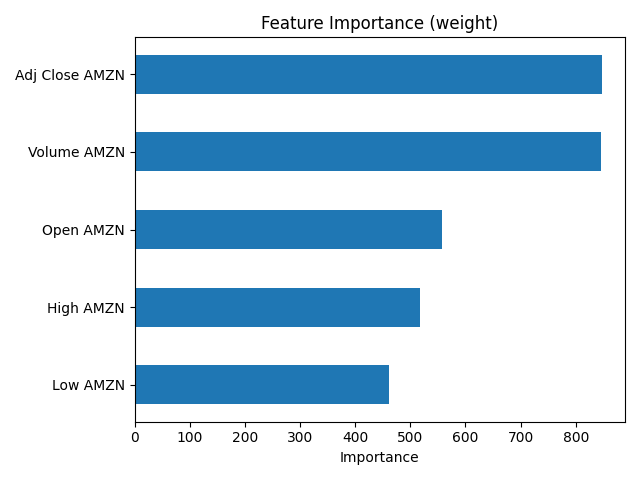 Feature Importance (weight)
Adj Close AMZN
Volume AMZN
Open AMZN
High AMZN
Low AMZN
0 100 200 300 400 500 600 700 800
Importance